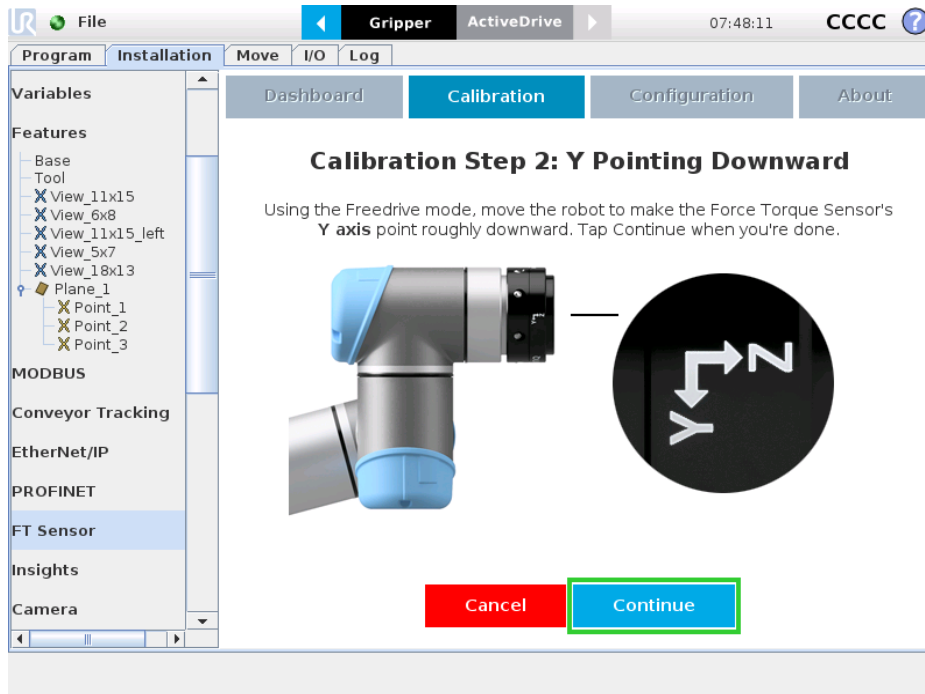 UR File Gripper ActiveDrive 07:48:11 CCCC ?
Program Installation Move I/O Log
Dashboard Calibration Configuration About
Variables
Features
Base
Tool
View_11x15
View_6x8
View_11x15_left
View_5x7
View_18x13
Plane_1
Point_1
Point_2
Point_3
MODBUS
Conveyor Tracking
EtherNet/IP
PROFINET
FT Sensor
Insights
Camera
Calibration Step 2: Y Pointing Downward
Using the Freedrive mode, move the robot to make the Force Torque Sensor's
Y axis point roughly downward. Tap Continue when you're done.
Y Z
Y Z
Cancel Continue